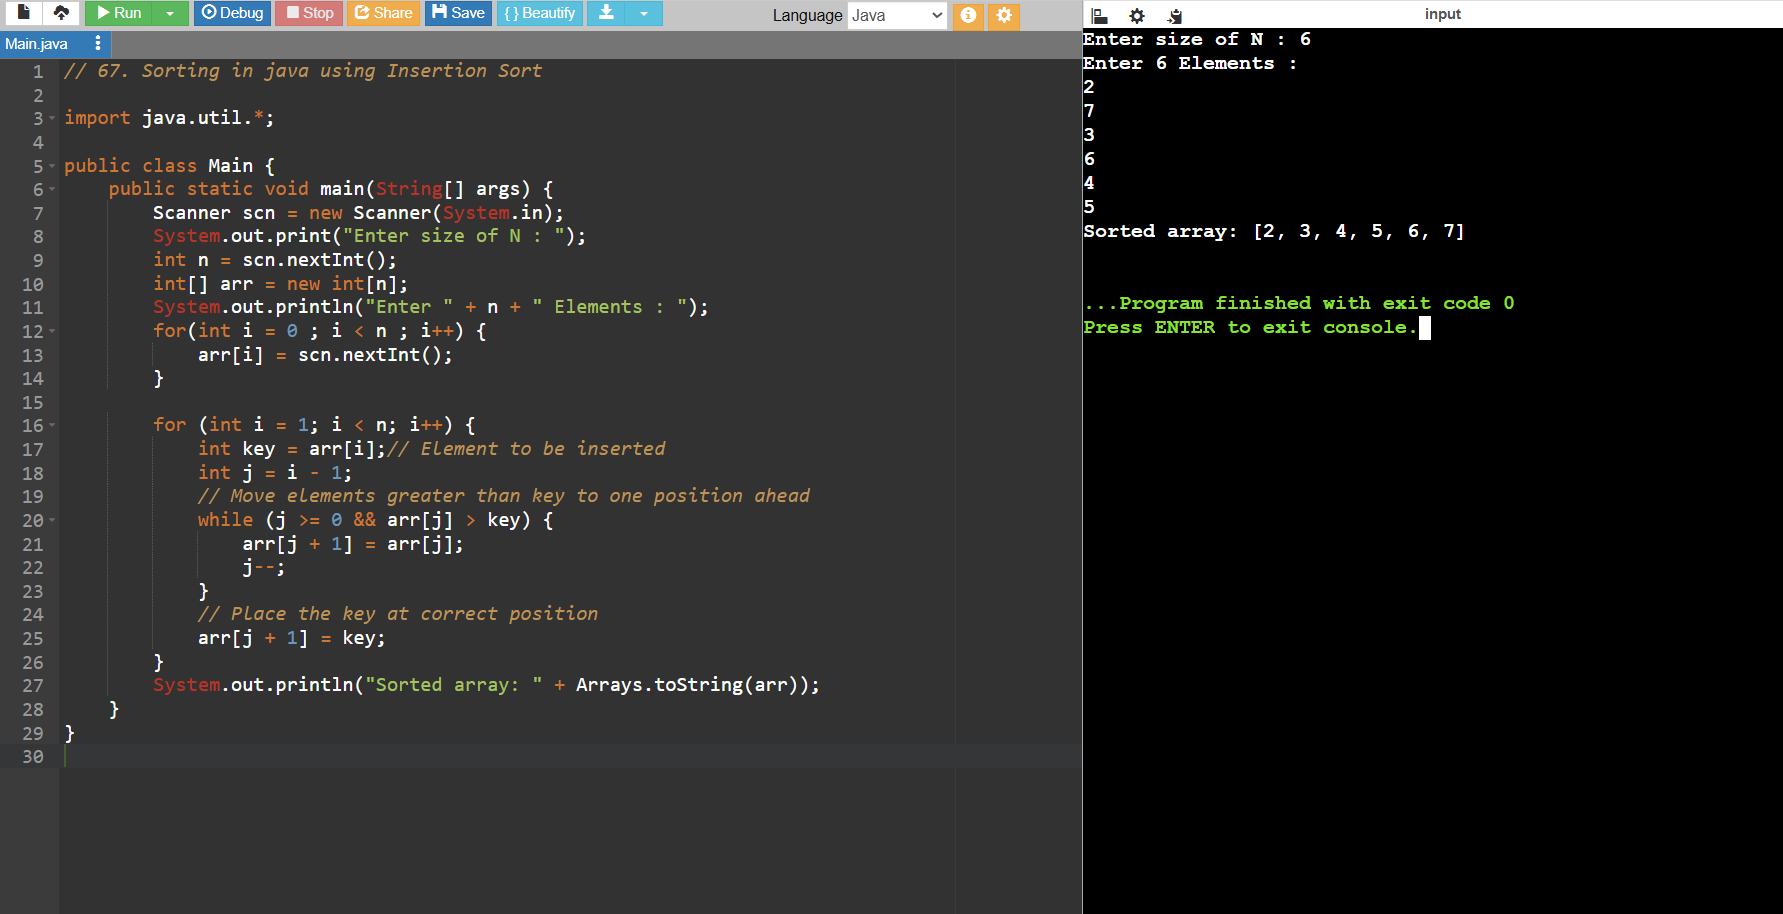 Run Debug Stop Share Save { } Beautify Language Java
Main.java
1 // 67. Sorting in java using Insertion Sort
2
3 import java.util.*;
4
5 public class Main {
6 public static void main(String[] args) {
7 Scanner scn = new Scanner(System.in);
8 System.out.print("Enter size of N : ");
9 int n = scn.nextInt();
10 int[] arr = new int[n];
11 System.out.println("Enter " + n + " Elements : ");
12 for(int i = 0 ; i < n ; i++) {
13 arr[i] = scn.nextInt();
14 }
15
16 for (int i = 1; i < n; i++) {
17 int key = arr[i];// Element to be inserted
18 int j = i - 1;
19 // Move elements greater than key to one position ahead
20 while (j >= 0 && arr[j] > key) {
21 arr[j + 1] = arr[j];
22 j--;
23 }
24 // Place the key at correct position
25 arr[j + 1] = key;
26 }
27 System.out.println("Sorted array: " + Arrays.toString(arr));
28 }
29 }
30
input
Enter size of N : 6
Enter 6 Elements :
2
7
3
6
4
5
Sorted array: [2, 3, 4, 5, 6, 7]
...Program finished with exit code 0
Press ENTER to exit console.